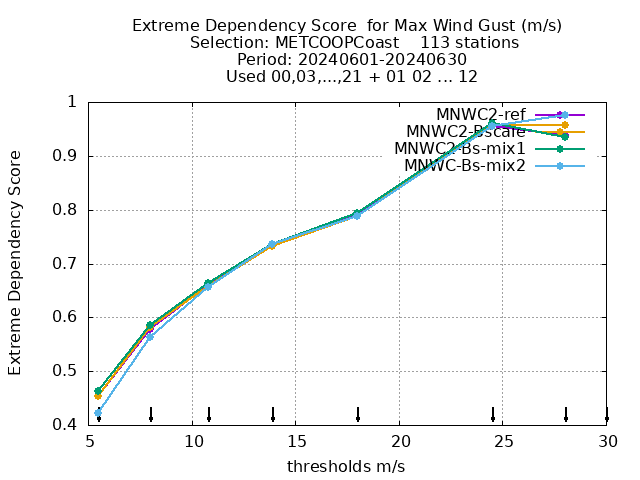 Extreme Dependency Score  for Max Wind Gust (m/s)
Selection: METCOOPCoast    113 stations
Period: 20240601-20240630
Used 00,03,...,21 + 01 02 ... 12
Extreme Dependency Score
1
0.9
0.8
0.7
0.6
0.5
0.4
MNWC2-ref
MNWC2-Bscale
MNWC2-Bs-mix1
MNWC-Bs-mix2
5 10 15 20 25 30
thresholds m/s